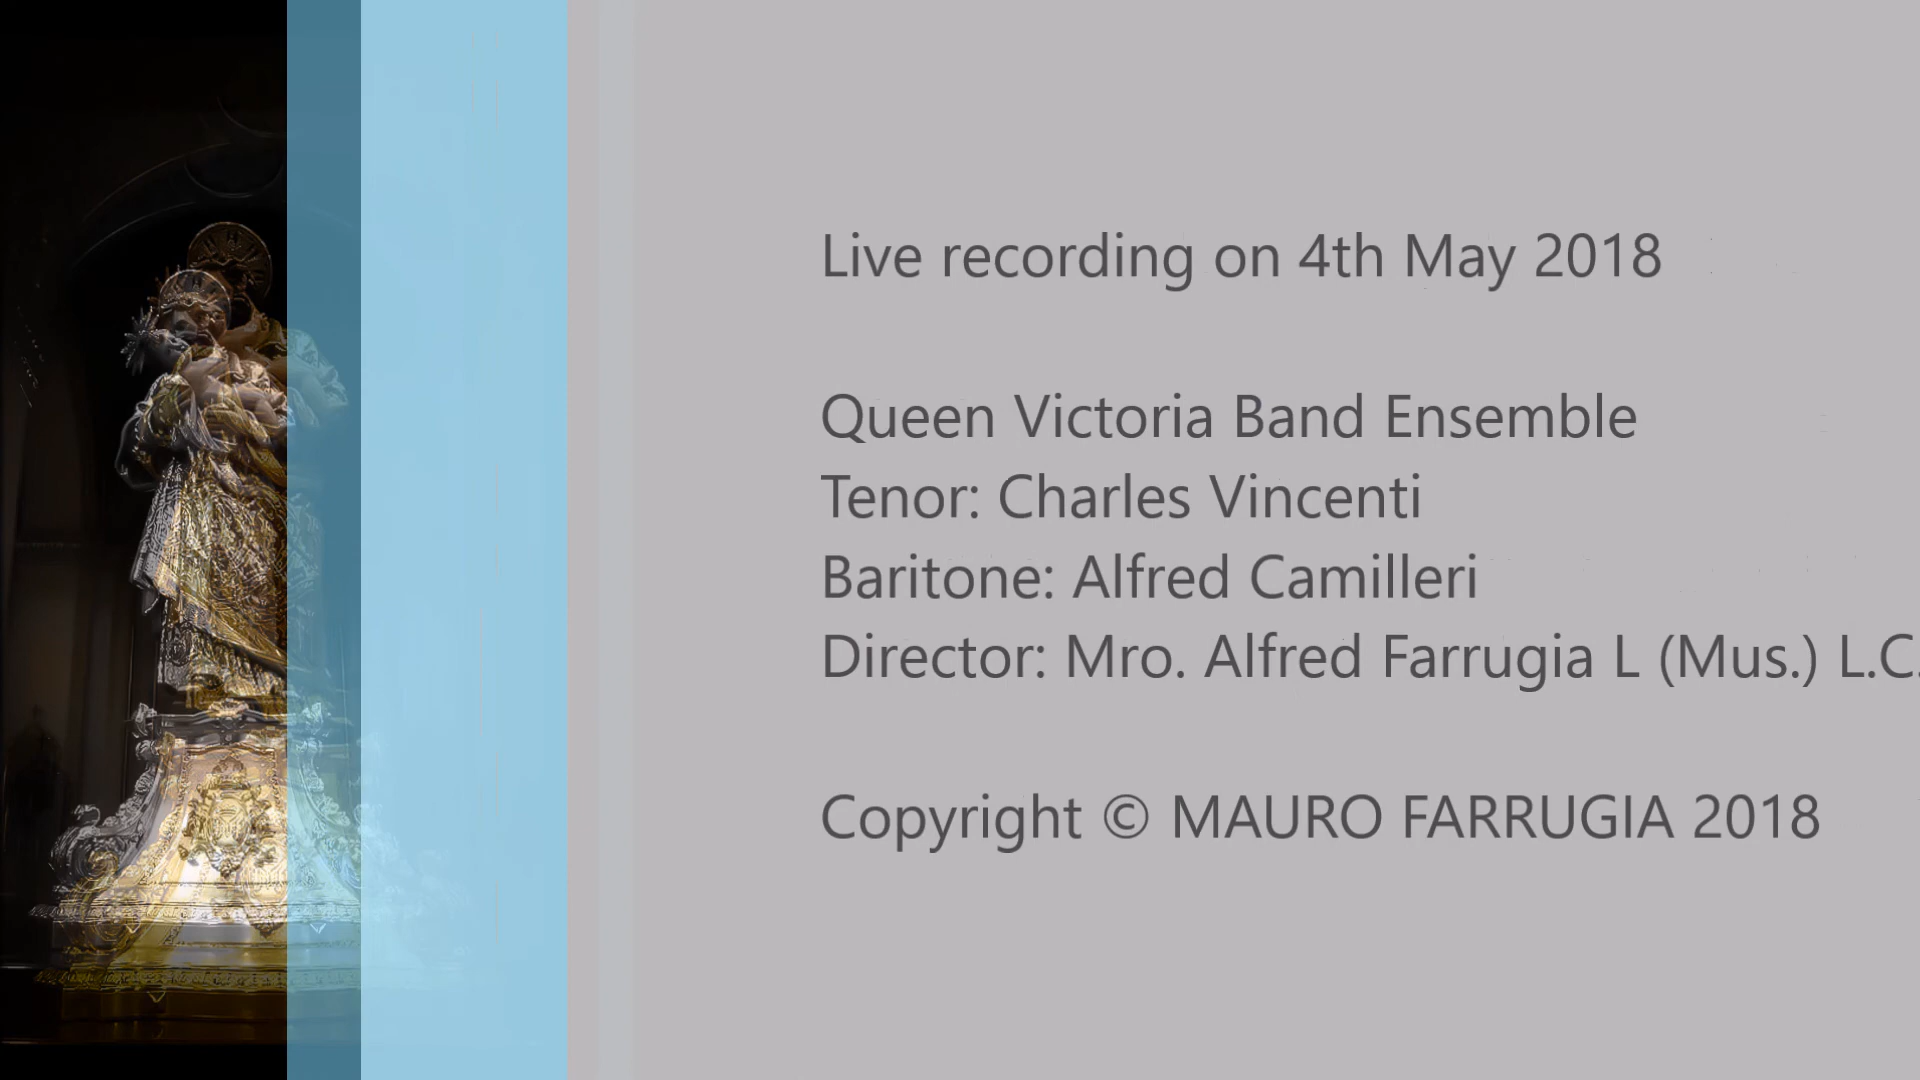 Live recording on 4th May 2018
Queen Victoria Band Ensemble
Tenor: Charles Vincenti
Baritone: Alfred Camilleri
Director: Mro. Alfred Farrugia L (Mus.) L.C.
Copyright © MAURO FARRUGIA 2018